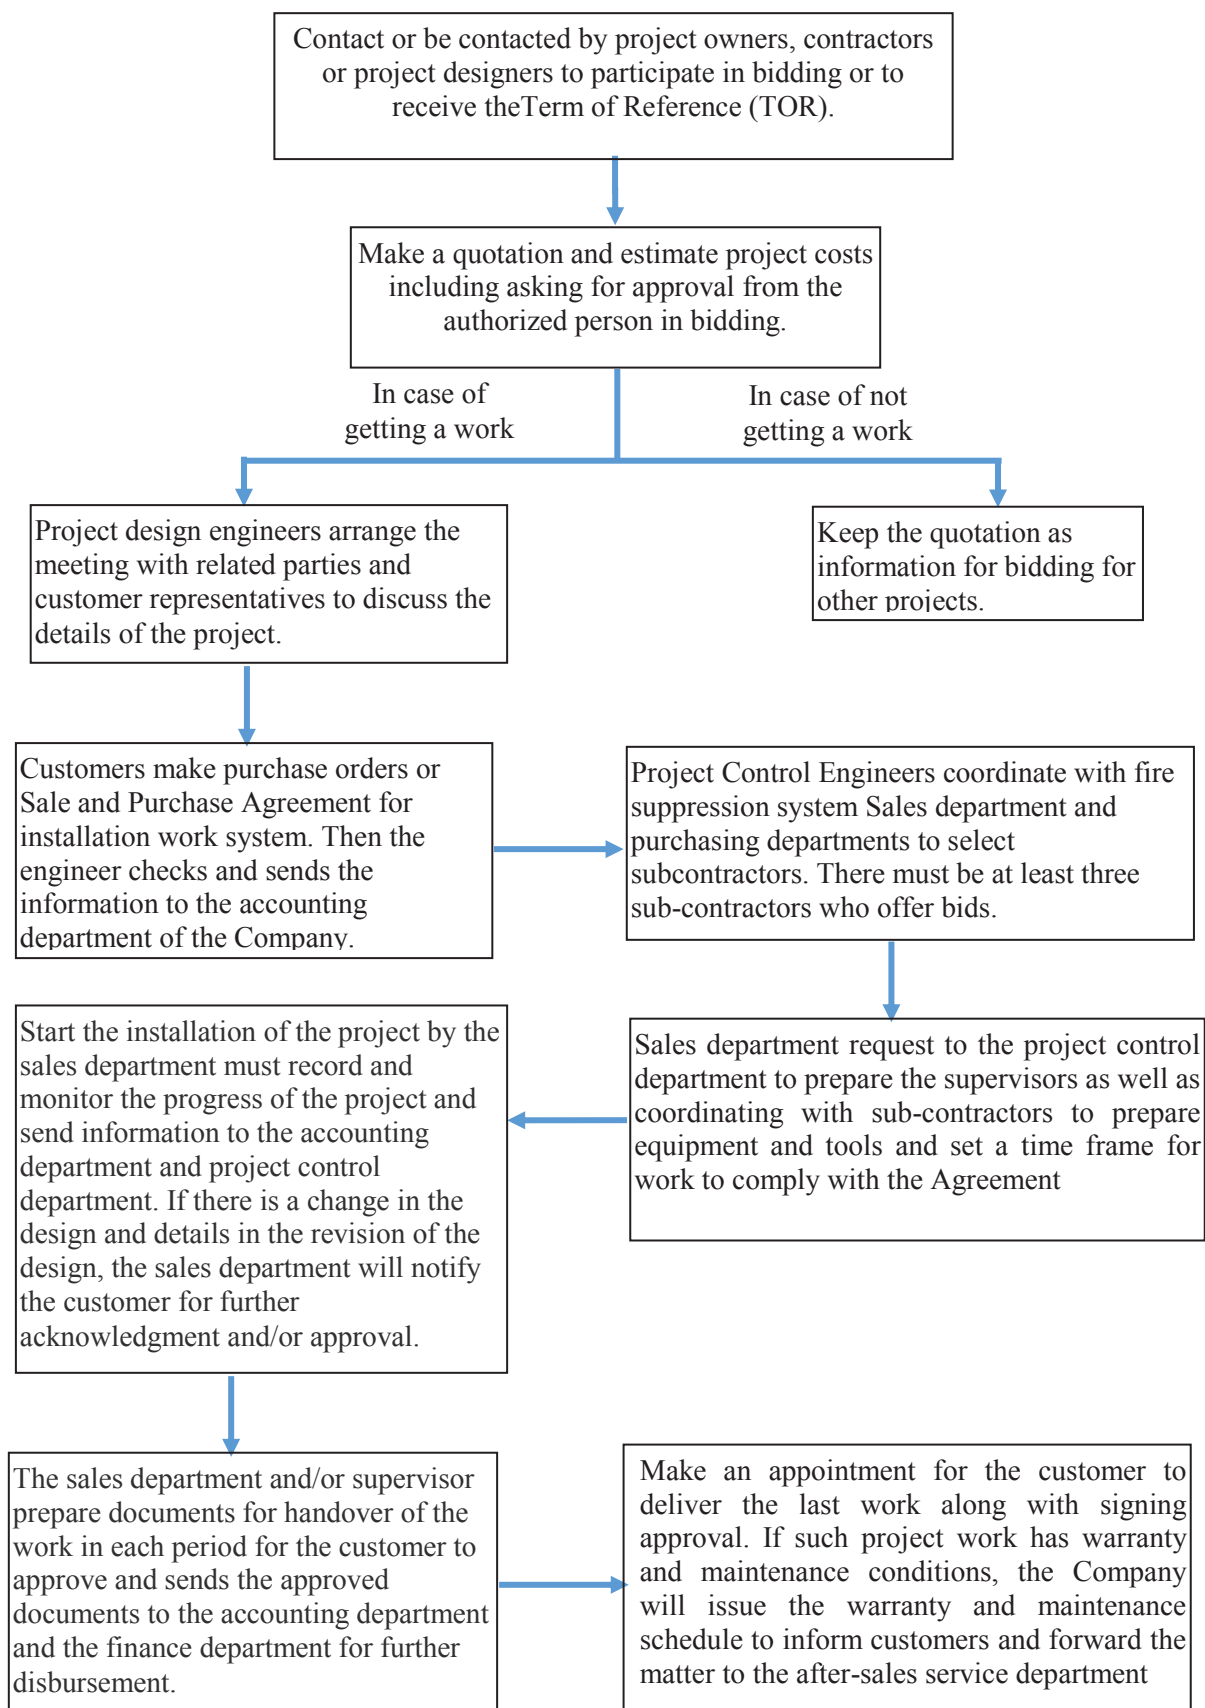 Contact or be contacted by project owners, contractors
or project designers to participate in bidding or to
receive theTerm of Reference (TOR).
Make a quotation and estimate project costs
including asking for approval from the
authorized person in bidding.
In case of
getting a work
In case of not
getting a work
Project design engineers arrange the
meeting with related parties and
customer representatives to discuss the
details of the project.
Keep the quotation as
information for bidding for
other projects.
Customers make purchase orders or
Sale and Purchase Agreement for
installation work system. Then the
engineer checks and sends the
information to the accounting
department of the Company.
Project Control Engineers coordinate with fire
suppression system Sales department and
purchasing departments to select
subcontractors. There must be at least three
sub-contractors who offer bids.
Start the installation of the project by the
sales department must record and
monitor the progress of the project and
send information to the accounting
department and project control
department. If there is a change in the
design and details in the revision of the
design, the sales department will notify
the customer for further
acknowledgment and/or approval.
Sales department request to the project control
department to prepare the supervisors as well as
coordinating with sub-contractors to prepare
equipment and tools and set a time frame for
work to comply with the Agreement
The sales department and/or supervisor
prepare documents for handover of the
work in each period for the customer to
approve and sends the approved
documents to the accounting department
and the finance department for further
disbursement.
Make an appointment for the customer to
deliver the last work along with signing
approval. If such project work has warranty
and maintenance conditions, the Company
will issue the warranty and maintenance
schedule to inform customers and forward the
matter to the after-sales service department